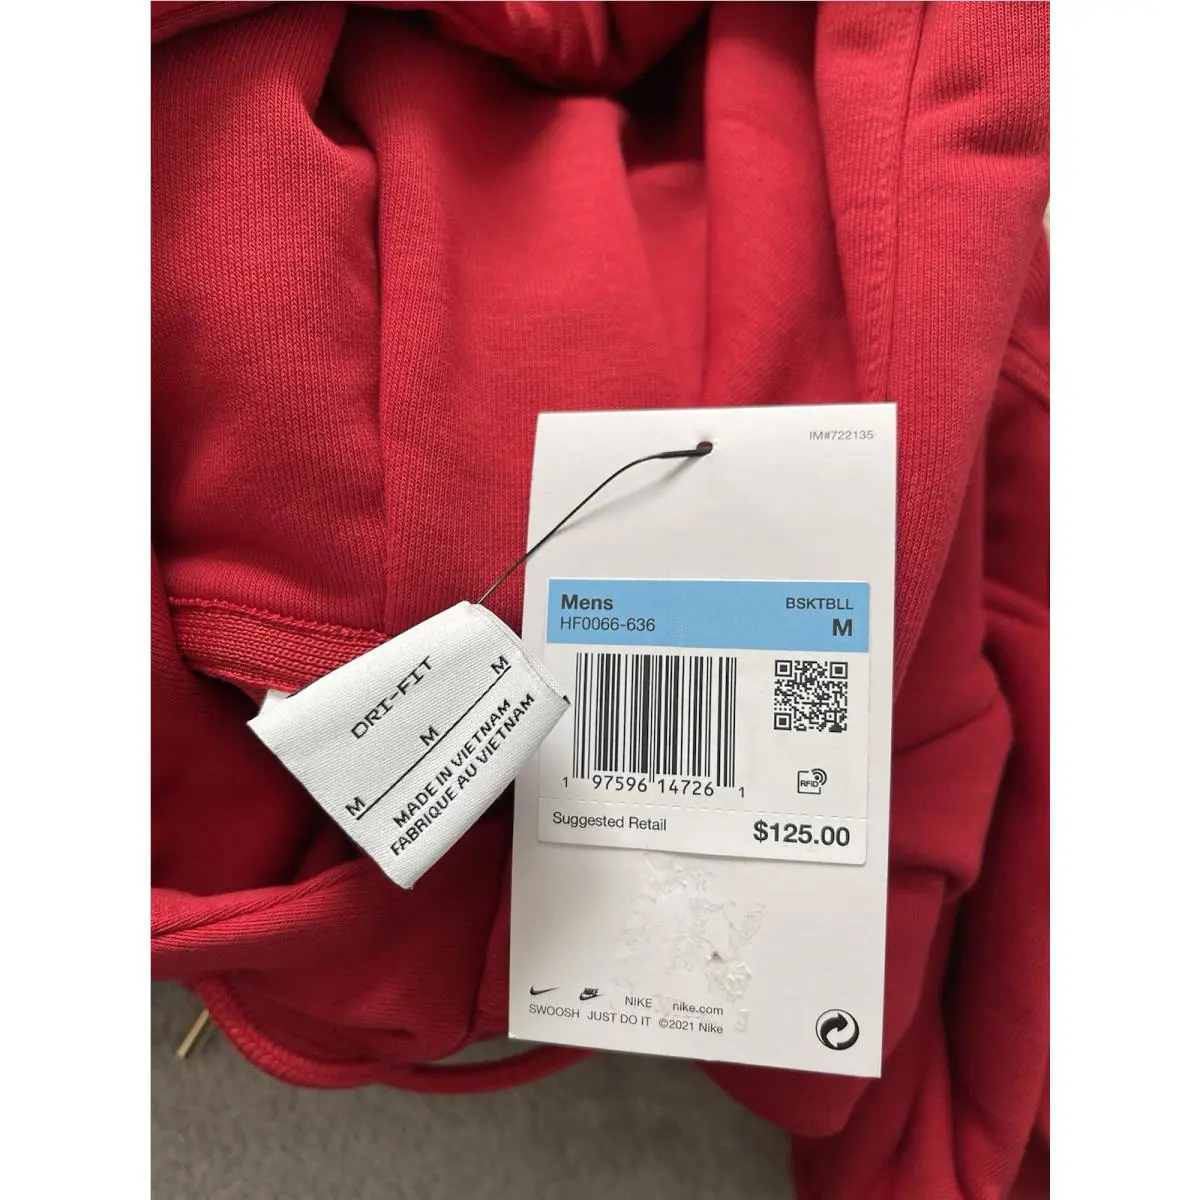 IM#722135
Mens
BSKTBLL
HF0066-636
M
RFID
1 97596 14726 1
Suggested Retail
$125.00
NIKE
NIKE nike.com
SWOOSH JUST DO IT ©2021 Nike
DRI-FIT
M M M
MADE IN VIETNAM
FABRIQUE AU VIETNAM